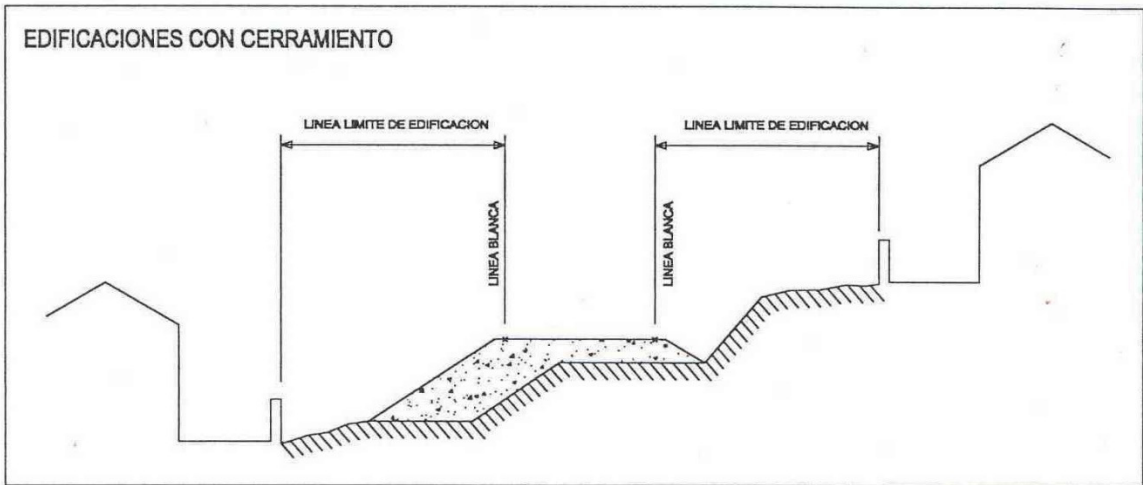 EDIFICACIONES CON CERRAMIENTO
LINEA LIMITE DE EDIFICACION
LINEA LIMITE DE EDIFICACION
LINEA BLANCA
LINEA BLANCA